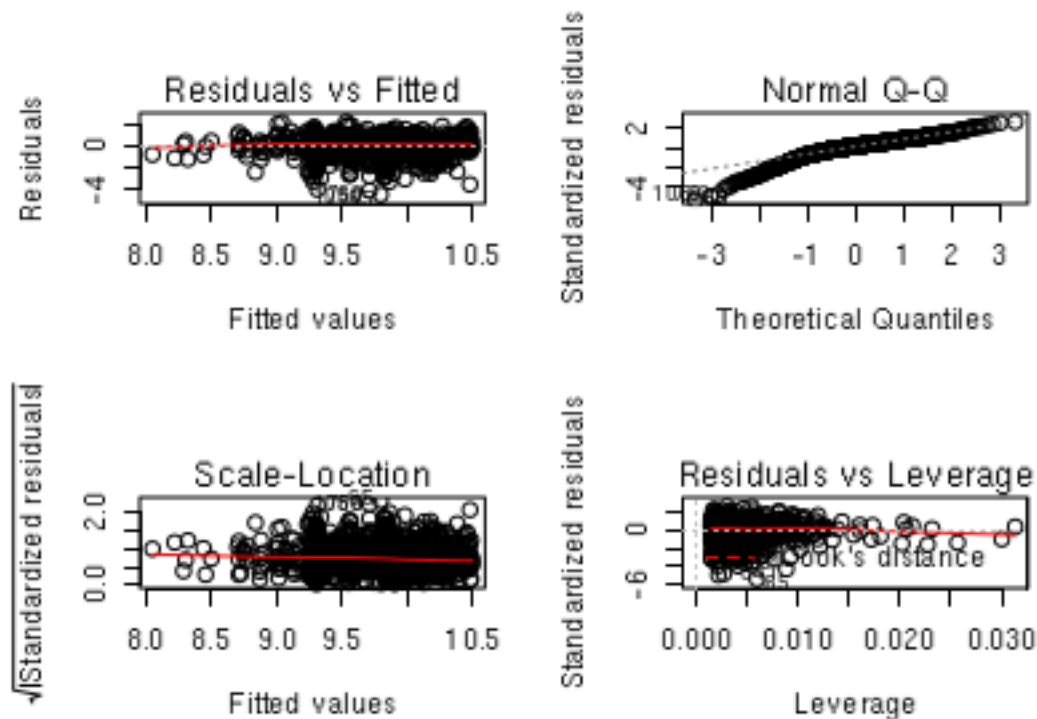 Residuals vs Fitted
Residuals
0
-4
8.0 8.5 9.0 9.5 10.5
Fitted values
Normal Q-Q
Standardized residuals
2
-4
-3 -1 0 1 2 3
Theoretical Quantiles
Scale-Location
√|Standardized residuals|
2.0
0.0
8.0 8.5 9.0 9.5 10.5
Fitted values
Residuals vs Leverage
Standardized residuals
0
-6
Cook's distance
0.000 0.010 0.020 0.030
Leverage